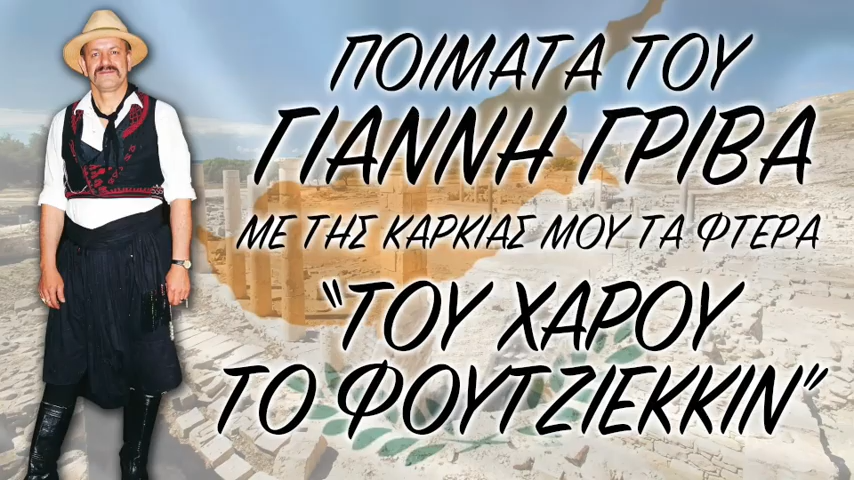 ΠΟΙΜΑΤΑ ΤΟΥ
ΓΙΑΝΝΗ ΓΡΙΒΑ
ΜΕ ΤΗΣ ΚΑΡΚΙΑΣ ΜΟΥ ΤΑ ΦΤΕΡΑ
"ΤΟΥ ΧΑΡΟΥ
ΤΟ ΦΟΥΤΖΙΕΚΚΙΝ"